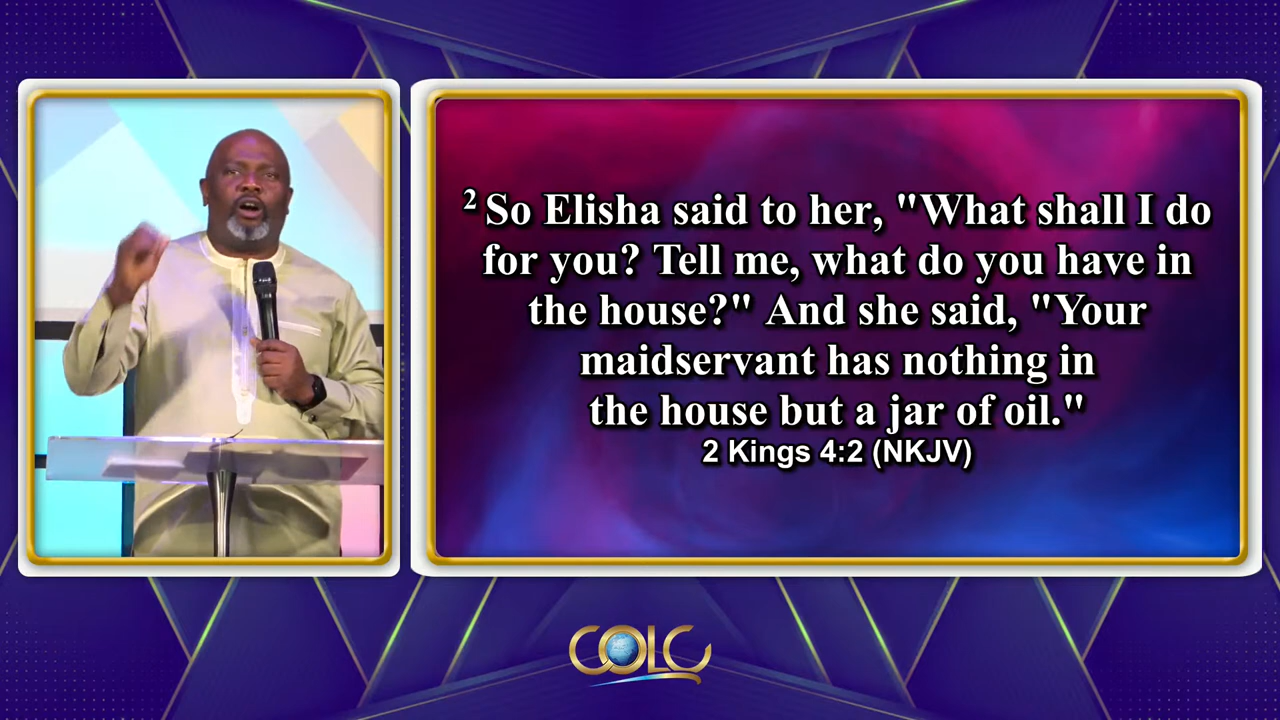 2 So Elisha said to her, "What shall I do
for you? Tell me, what do you have in
the house?" And she said, "Your
maidservant has nothing in
the house but a jar of oil."
2 Kings 4:2 (NKJV)
COLC